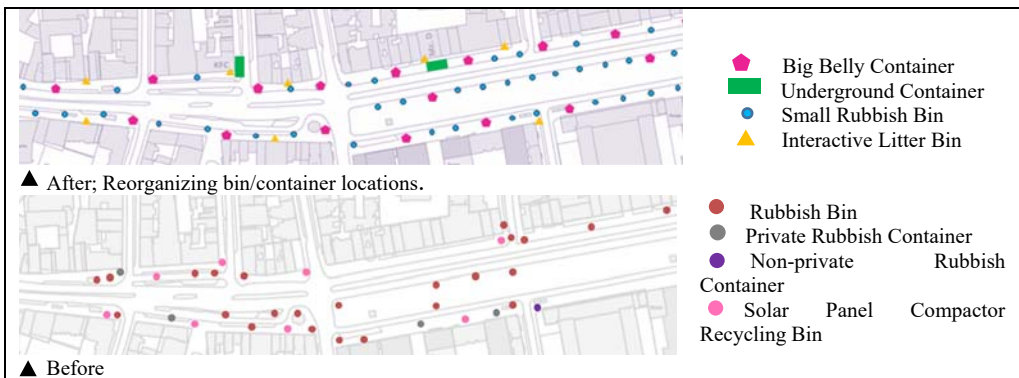 Big Belly Container
Underground Container
Small Rubbish Bin
Interactive Litter Bin
After; Reorganizing bin/container locations.
Rubbish Bin
Private Rubbish Container
Non-private Rubbish
Container
Solar Panel Compactor
Recycling Bin
Before